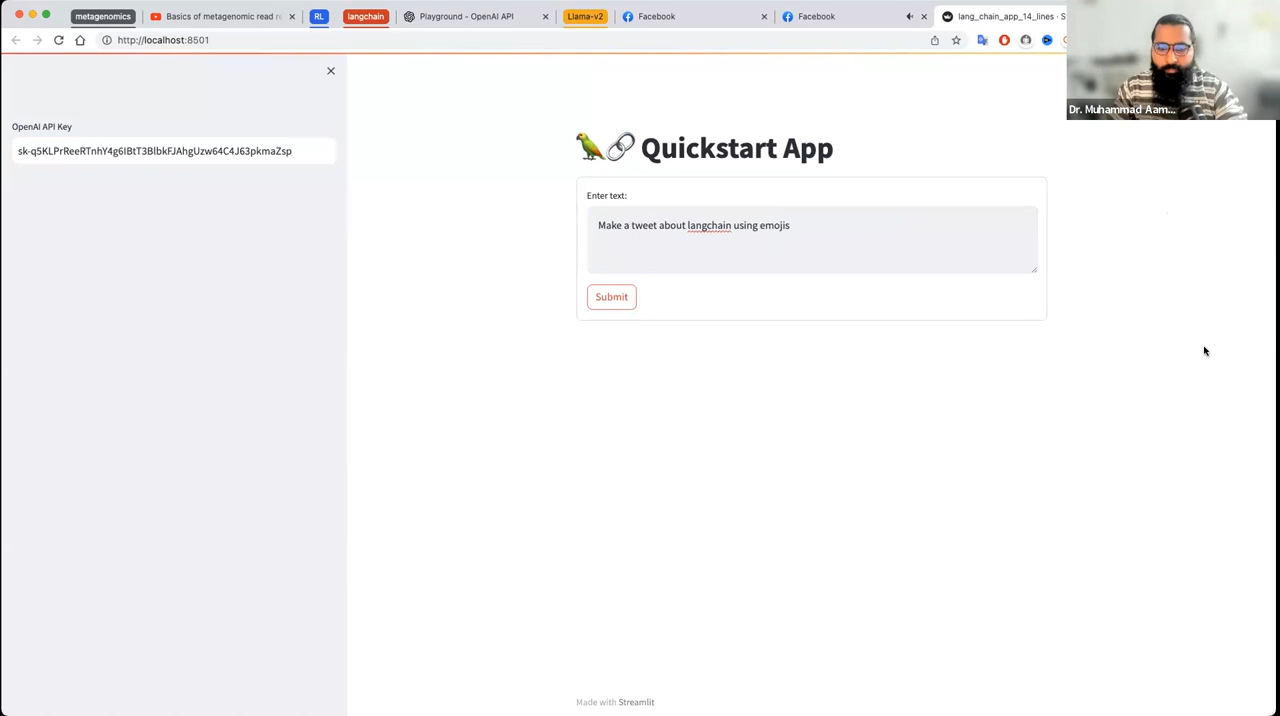 metagenomics
Basics of metagenomic read re
RL
langchain
Playground - OpenAI API
Llama-v2
Facebook
Facebook
lang_chain_app_14_lines · S
http://localhost:8501
Dr. Muhammad Aam...
OpenAI API Key
Quickstart App
Enter text:
Make a tweet about langchain using emojis
Submit
Made with Streamlit